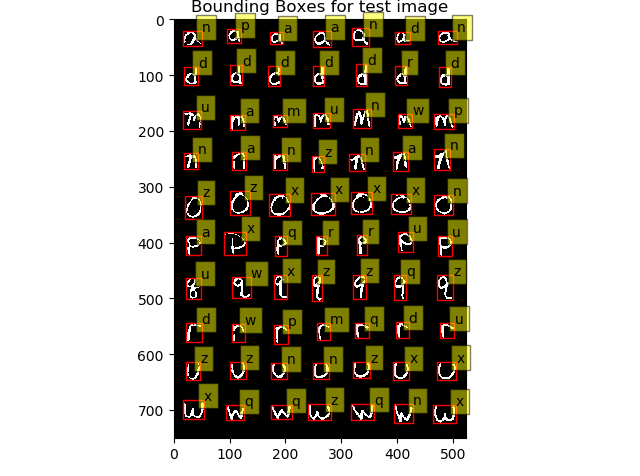 Bounding Boxes for test image
0
n p a a n d n
a a a a a a a
d d d d d r d
100
d d d d d d d
u a m u n w p
m m m m m m m
200
n a n z n a n
n n n n n n n
300
z z x x x x n
o o o o o o o
a x q r r u u
400
p p p p p p p
u w x z z q z
q q q q q q q
500
d w p m q d u
r r r r r r r
600
z z n n z x x
u u u u u u u
x q q z q n x
700
w w w w w w w
0 100 200 300 400 500